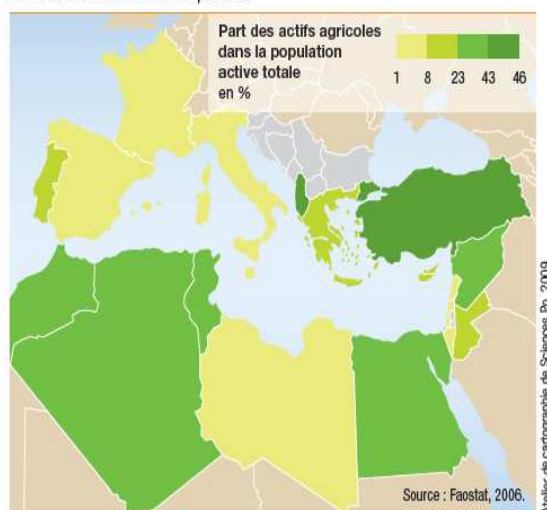 Part des actifs agricoles
dans la population
active totale
en %
1 8 23 43 46
Atelier de cartographie de Sciences Po, 2009
Source : Faostat, 2006.